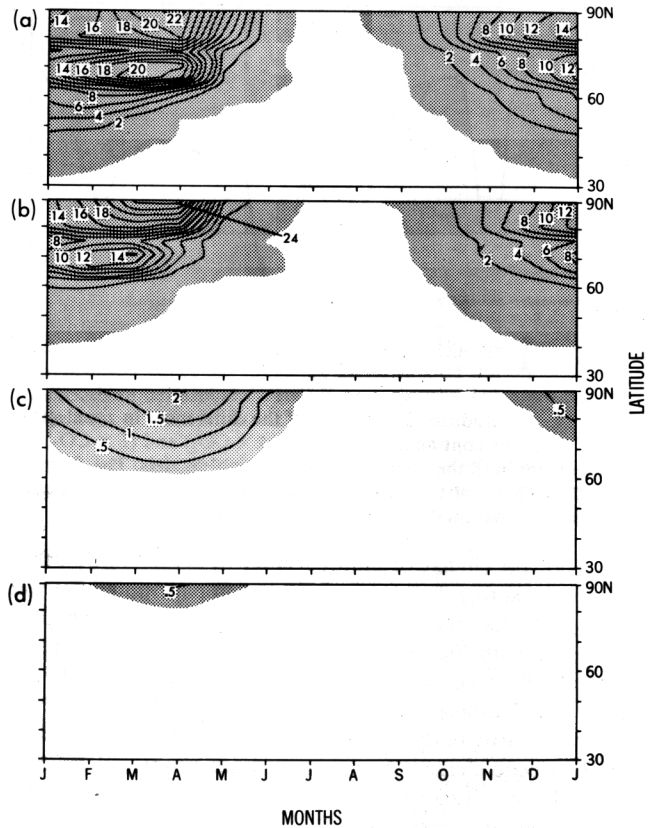 (a)
14 16 18 20 22
14 16 18 20
8
6 4 2
2 4 6 8 10 12
8 10 12 14
90N
60
30
(b)
14 16 18
24
8
10 12 14
2 4 6 8
8 10 12
90N
60
30
(c)
2
1.5
1
.5
.5
90N
60
30
(d)
.5
90N
60
30
LATITUDE
J F M A M J J A S O N D J
MONTHS